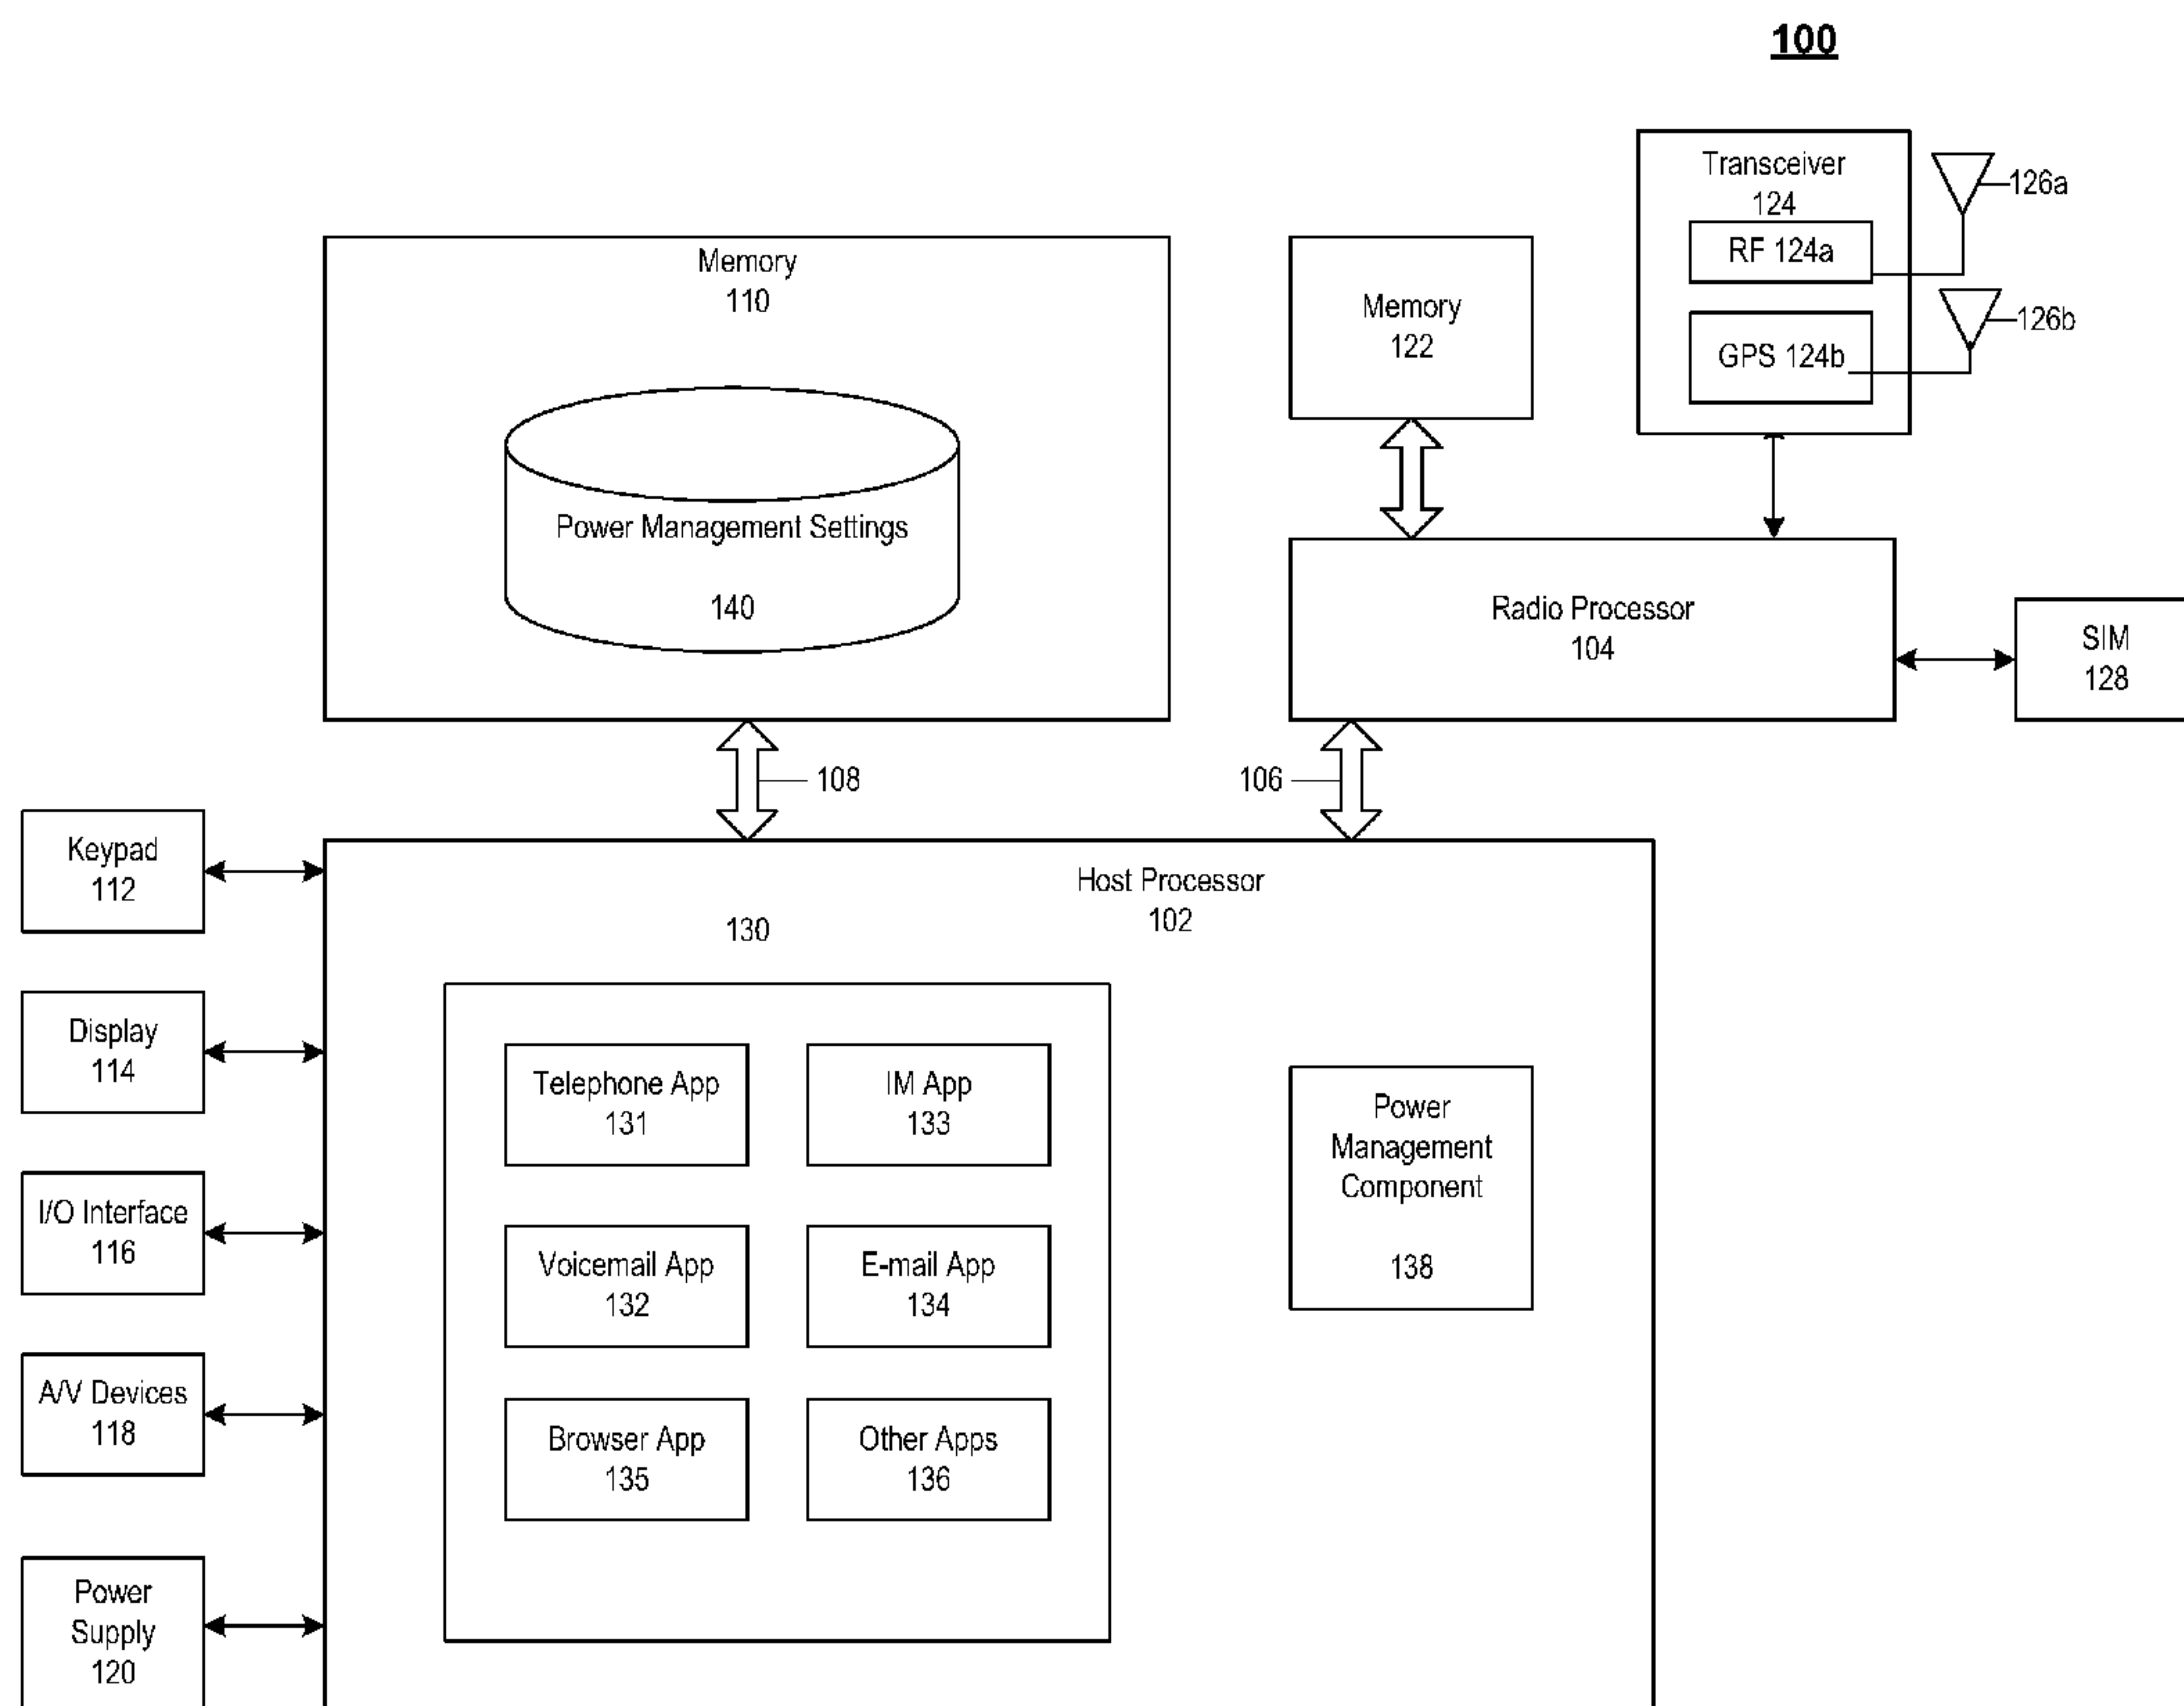 100
Transceiver
124
RF 124a
GPS 124b
126a
126b
Memory
110
Power Management Settings
140
Memory
122
Radio Processor
104
SIM
128
108
106
Keypad
112
Display
114
I/O Interface
116
A/V Devices
118
Power
Supply
120
Host Processor
102
130
Telephone App
131
IM App
133
Voicemail App
132
E-mail App
134
Browser App
135
Other Apps
136
Power
Management
Component
138